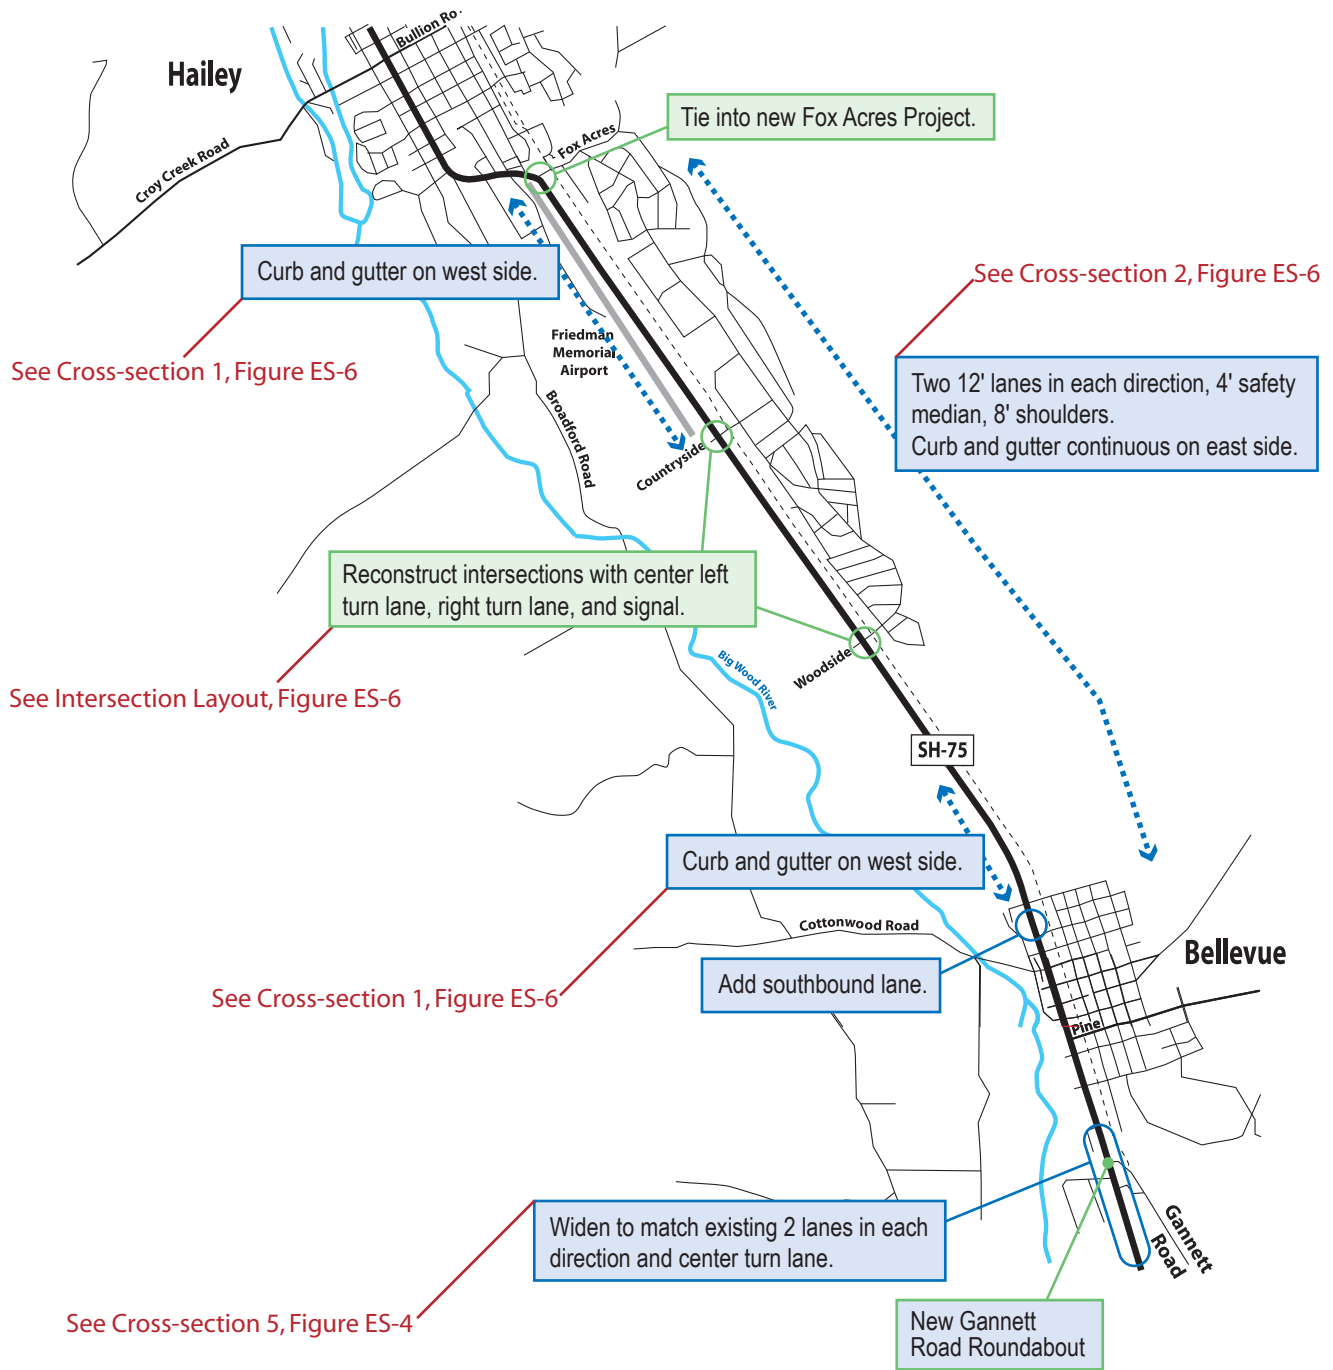 Bullion Ro
Hailey
Croy Creek Road
Fox Acres
Tie into new Fox Acres Project.
Curb and gutter on west side.
See Cross-section 2, Figure ES-6
See Cross-section 1, Figure ES-6
Friedman
Memorial
Airport
Two 12' lanes in each direction, 4' safety
median, 8' shoulders.
Curb and gutter continuous on east side.
Broadford Road
Countryside
Reconstruct intersections with center left
turn lane, right turn lane, and signal.
Woodside
Big Wood River
See Intersection Layout, Figure ES-6
SH-75
Curb and gutter on west side.
Cottonwood Road
Bellevue
Add southbound lane.
See Cross-section 1, Figure ES-6
Pine
Widen to match existing 2 lanes in each
direction and center turn lane.
Gannett
Road
See Cross-section 5, Figure ES-4
New Gannett
Road Roundabout